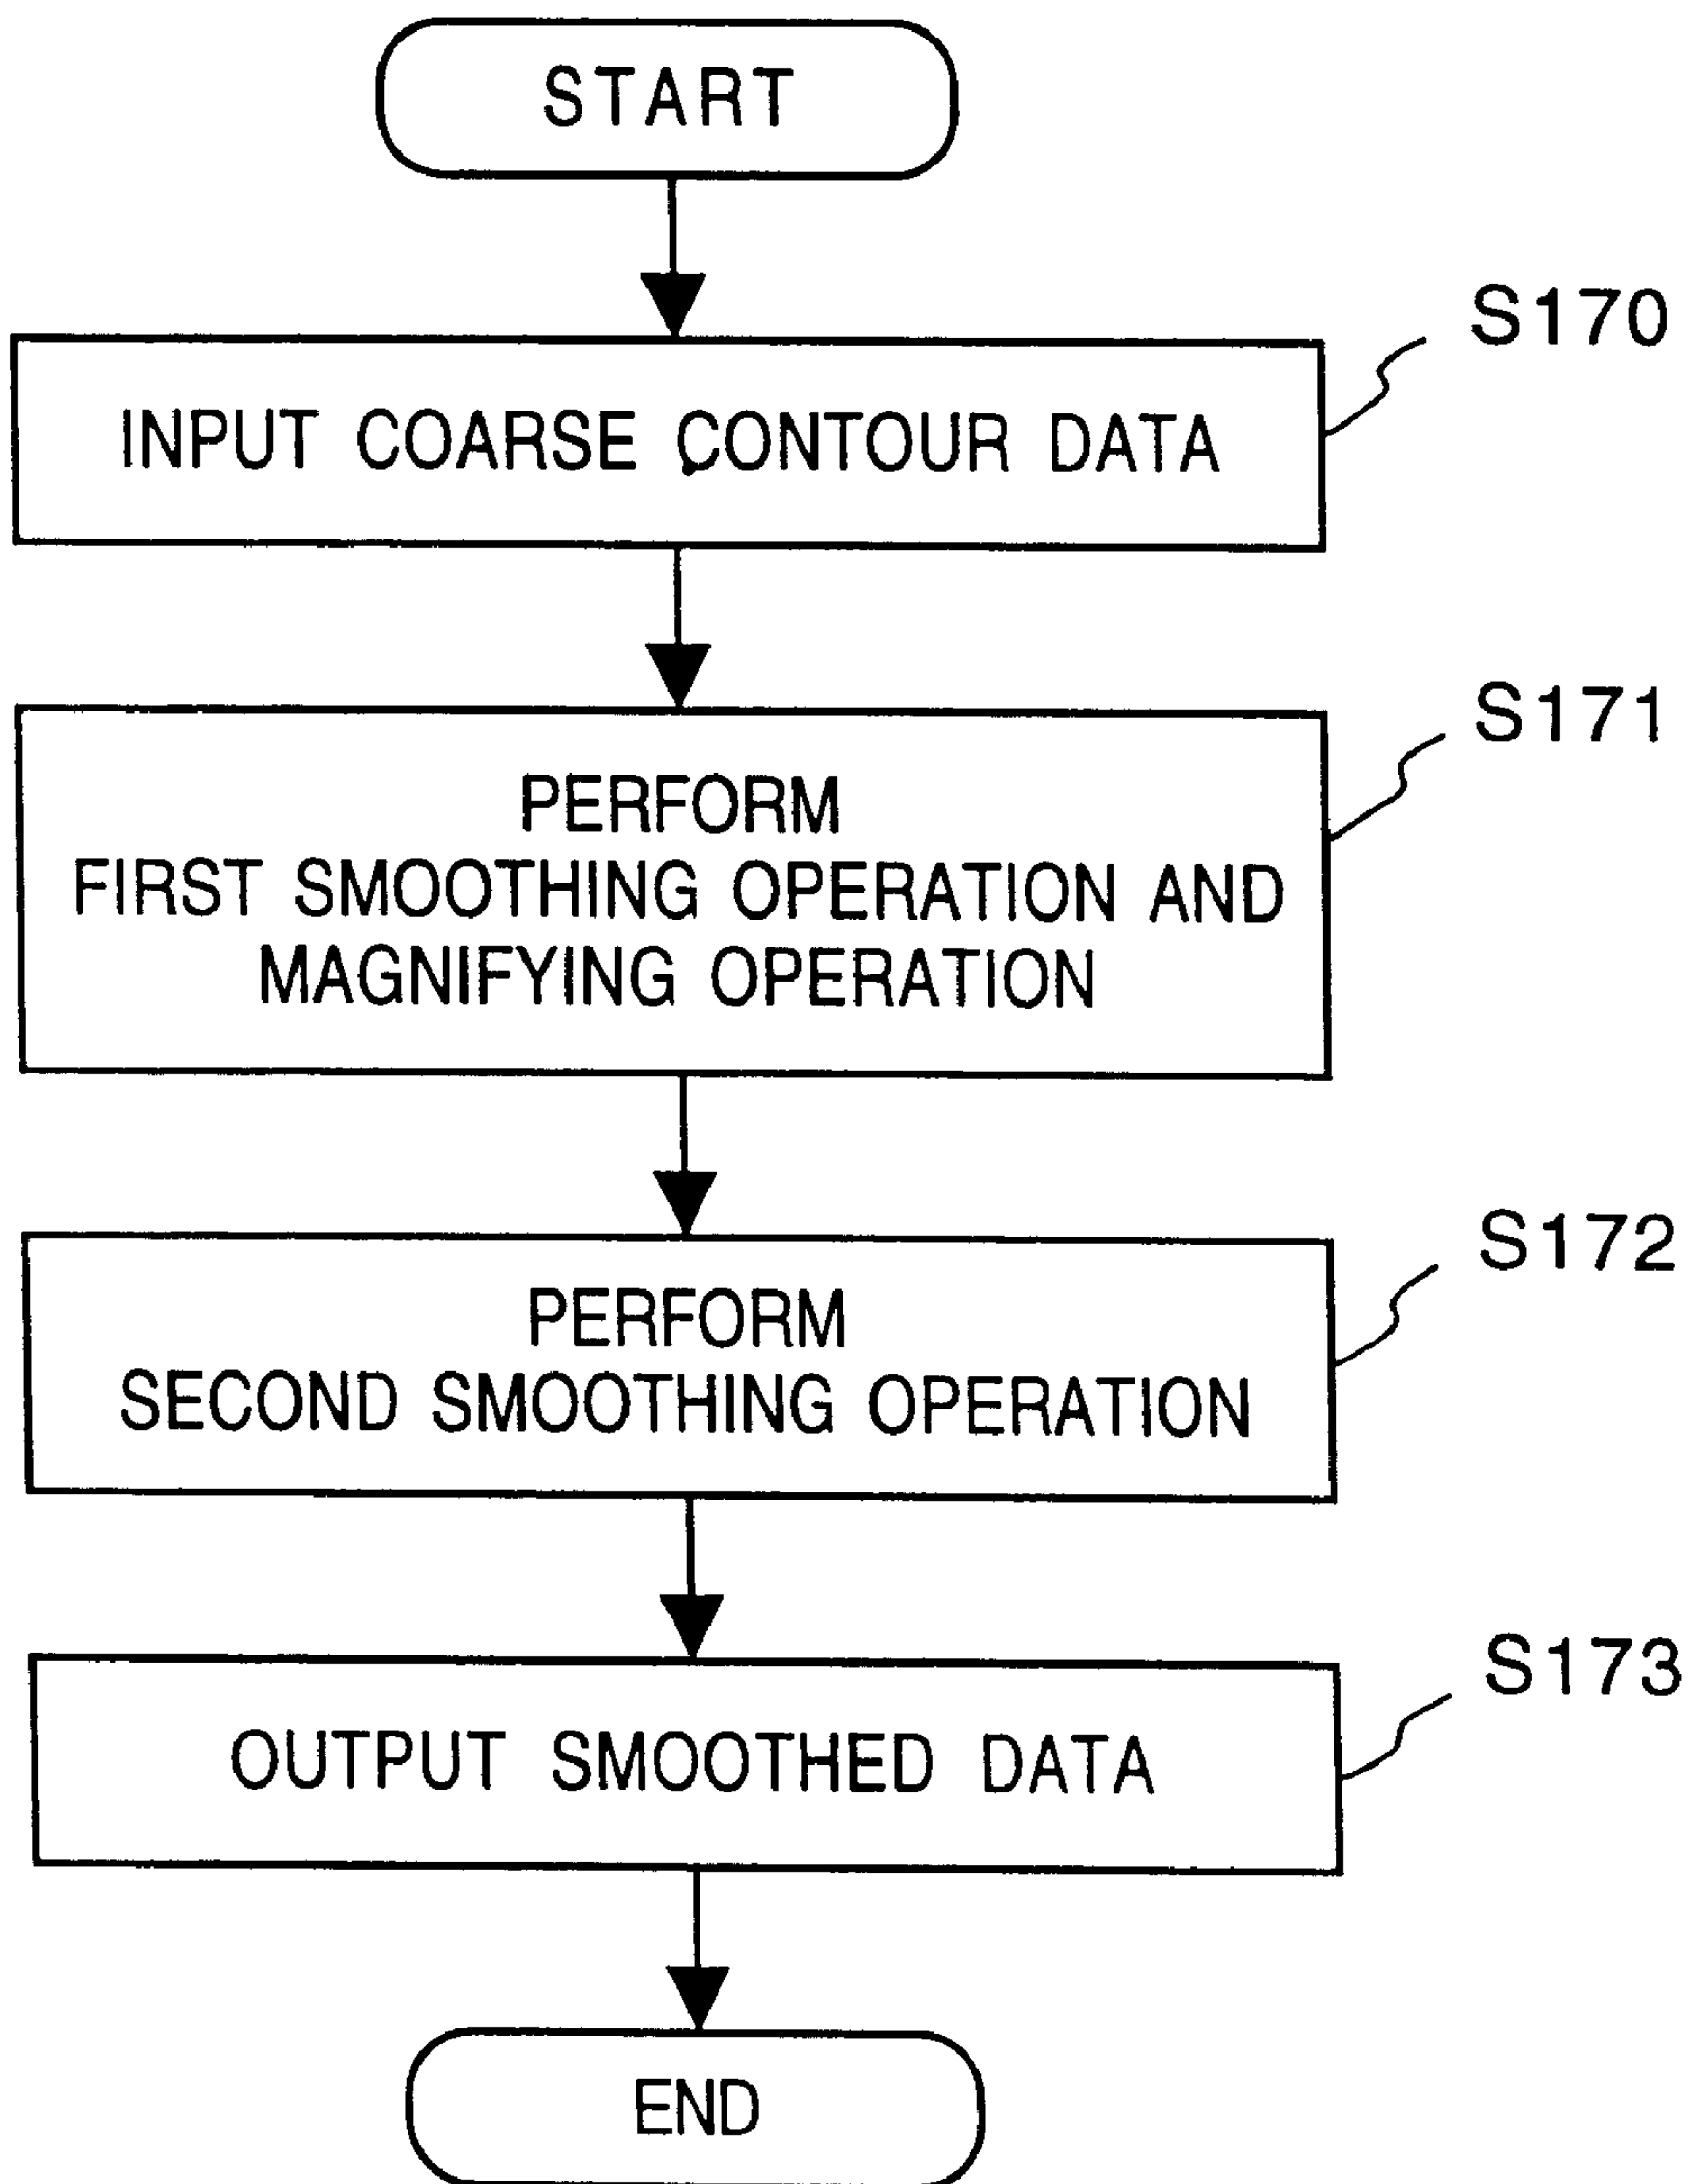 START
S170
INPUT COARSE CONTOUR DATA
S171
PERFORM
FIRST SMOOTHING OPERATION AND
MAGNIFYING OPERATION
S172
PERFORM
SECOND SMOOTHING OPERATION
S173
OUTPUT SMOOTHED DATA
END